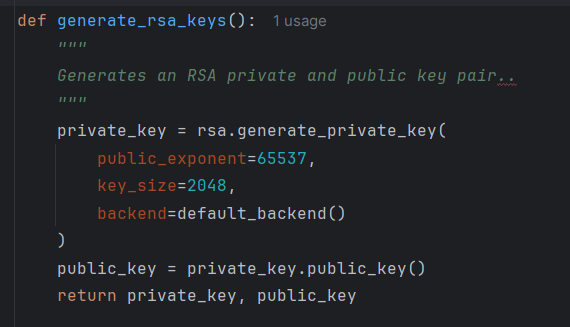 def generate_rsa_keys(): 1 usage
    """
    Generates an RSA private and public key pair..
    """
    private_key = rsa.generate_private_key(
        public_exponent=65537,
        key_size=2048,
        backend=default_backend()
    )
    public_key = private_key.public_key()
    return private_key, public_key